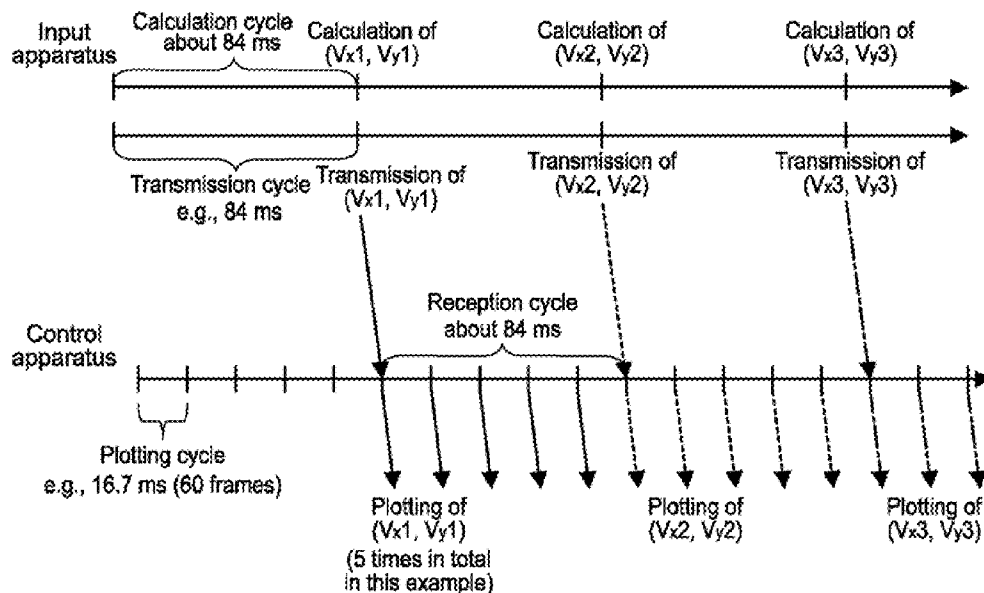 Input
apparatus
Calculation cycle
about 84 ms
Calculation of
(Vx1, Vy1)
Calculation of
(Vx2, Vy2)
Calculation of
(Vx3, Vy3)
Transmission cycle
e.g., 84 ms
Transmission of
(Vx1, Vy1)
Transmission of
(Vx2, Vy2)
Transmission of
(Vx3, Vy3)
Reception cycle
about 84 ms
Control
apparatus
Plotting cycle
e.g., 16.7 ms (60 frames)
Plotting of
(Vx1, Vy1)
(5 times in total
in this example)
Plotting of
(Vx2, Vy2)
Plotting of
(Vx3, Vy3)